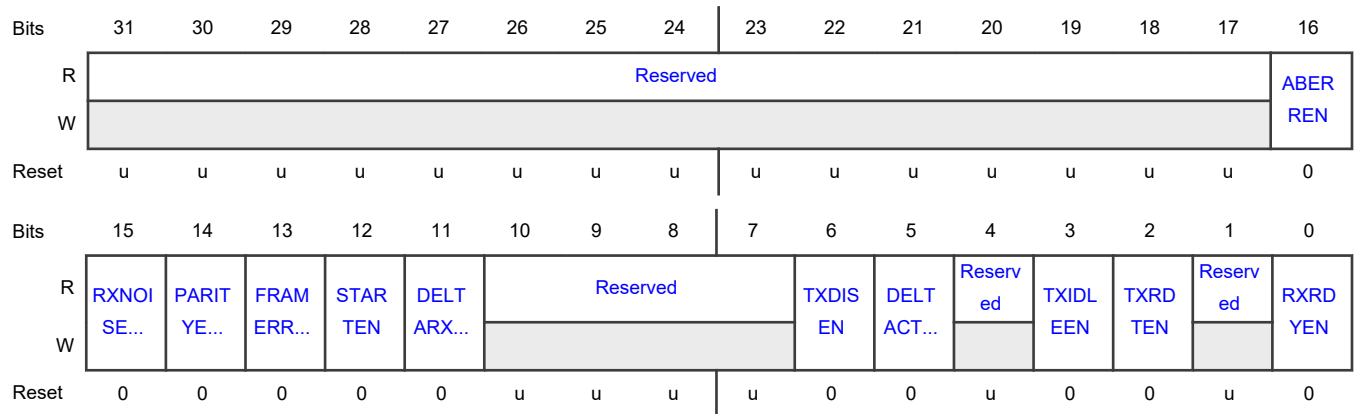 Bits 31 30 29 28 27 26 25 24 23 22 21 20 19 18 17 16
R Reserved ABER
W REN
Reset u u u u u u u u u u u u u u u 0
Bits 15 14 13 12 11 10 9 8 7 6 5 4 3 2 1 0
R RXNOI PARIT FRAM STAR DELT Reserved TXDIS DELT Reserv TXIDL TXRD Reserv RXRD
SE... YE... ERR... TEN ARX... EN ACT... ed EEN TEN ed YEN
W
Reset 0 0 0 0 0 u u u u 0 0 u 0 0 u 0